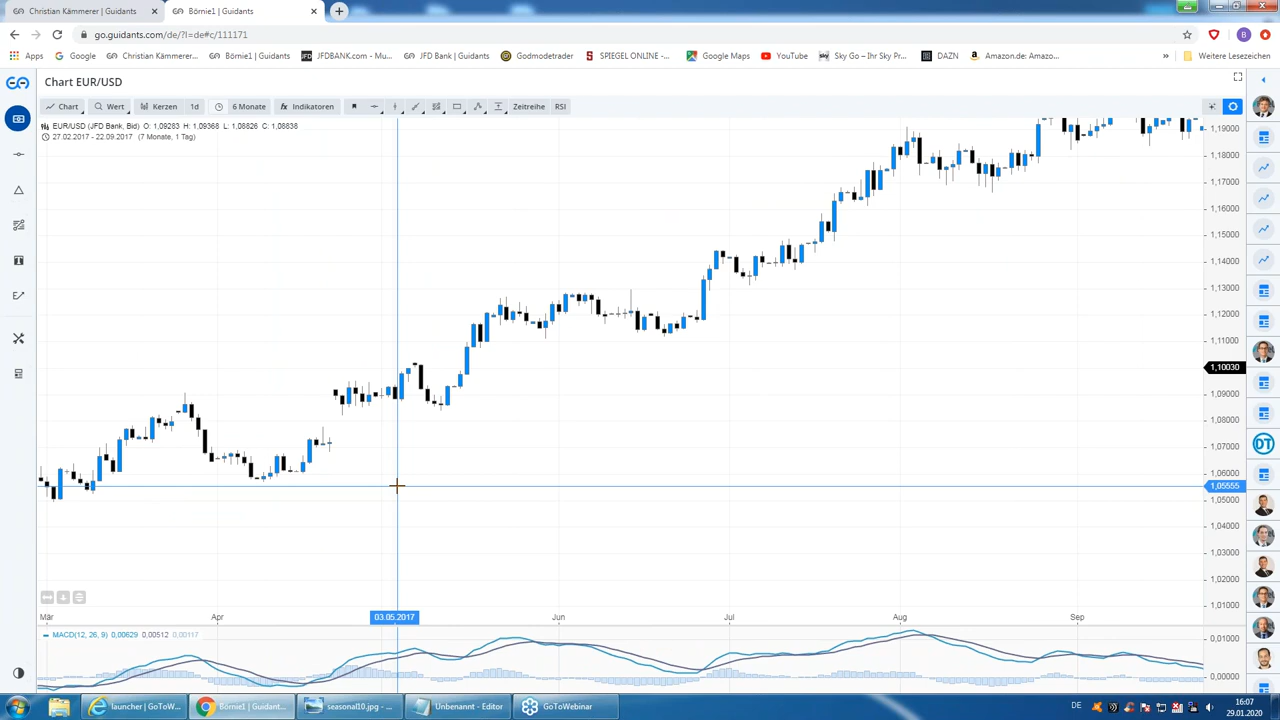 Christian Kämmerer | Guidants
Börnie1 | Guidants
go.guidants.com/de/?l=de#c/111171
B
Apps
Google
Christian Kämmerer...
Börnie1 | Guidants
JFDBANK.com - Mu...
JFD Bank | Guidants
Godmodetrader
SPIEGEL ONLINE -...
Google Maps
YouTube
Sky Go – Ihr Sky Pr...
DAZN
Amazon.de: Amazo...
»
Weitere Lesezeichen
Chart EUR/USD
Chart
Wert
Kerzen
1d
6 Monate
fx Indikatoren
Zeitreihe
RSI
EUR/USD (JFD Bank, Bid) O: 1,09283 H: 1,09368 L: 1,08826 C: 1,08838
27.02.2017 - 22.09.2017 (7 Monate, 1 Tag)
1,19000
1,18000
1,17000
1,16000
1,15000
1,14000
1,13000
1,12000
1,11000
1,10030
1,09000
1,08000
1,07000
1,06000
1,05555
1,05000
1,04000
1,03000
1,02000
1,01000
DT
Mär
Apr
03.05.2017
Jun
Jul
Aug
Sep
MACD(12, 26, 9) 0,00629 0,00512 0,00117
0,01000
0,00000
launcher | GoToW...
Börnie1 | Guidant...
seasonal10.jpg - ...
Unbenannt - Editor
GoToWebinar
DE
16:07
29.01.2020